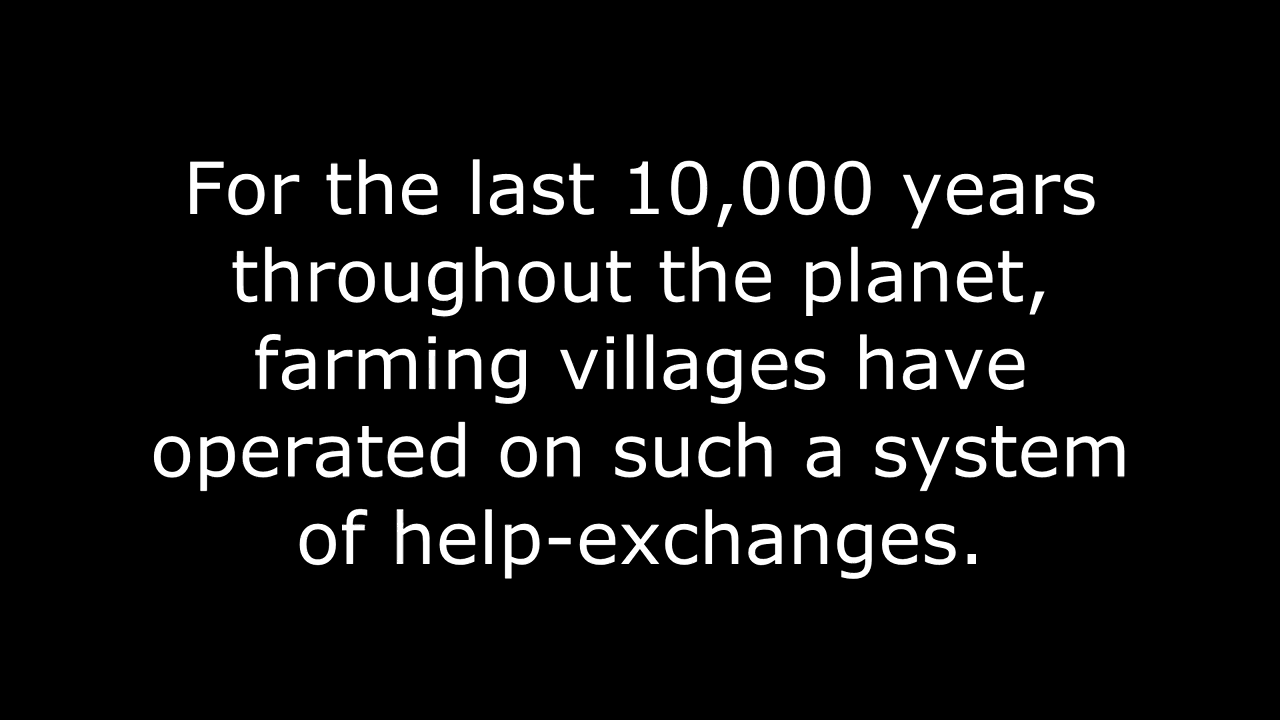 For the last 10,000 years
throughout the planet,
farming villages have
operated on such a system
of help-exchanges.